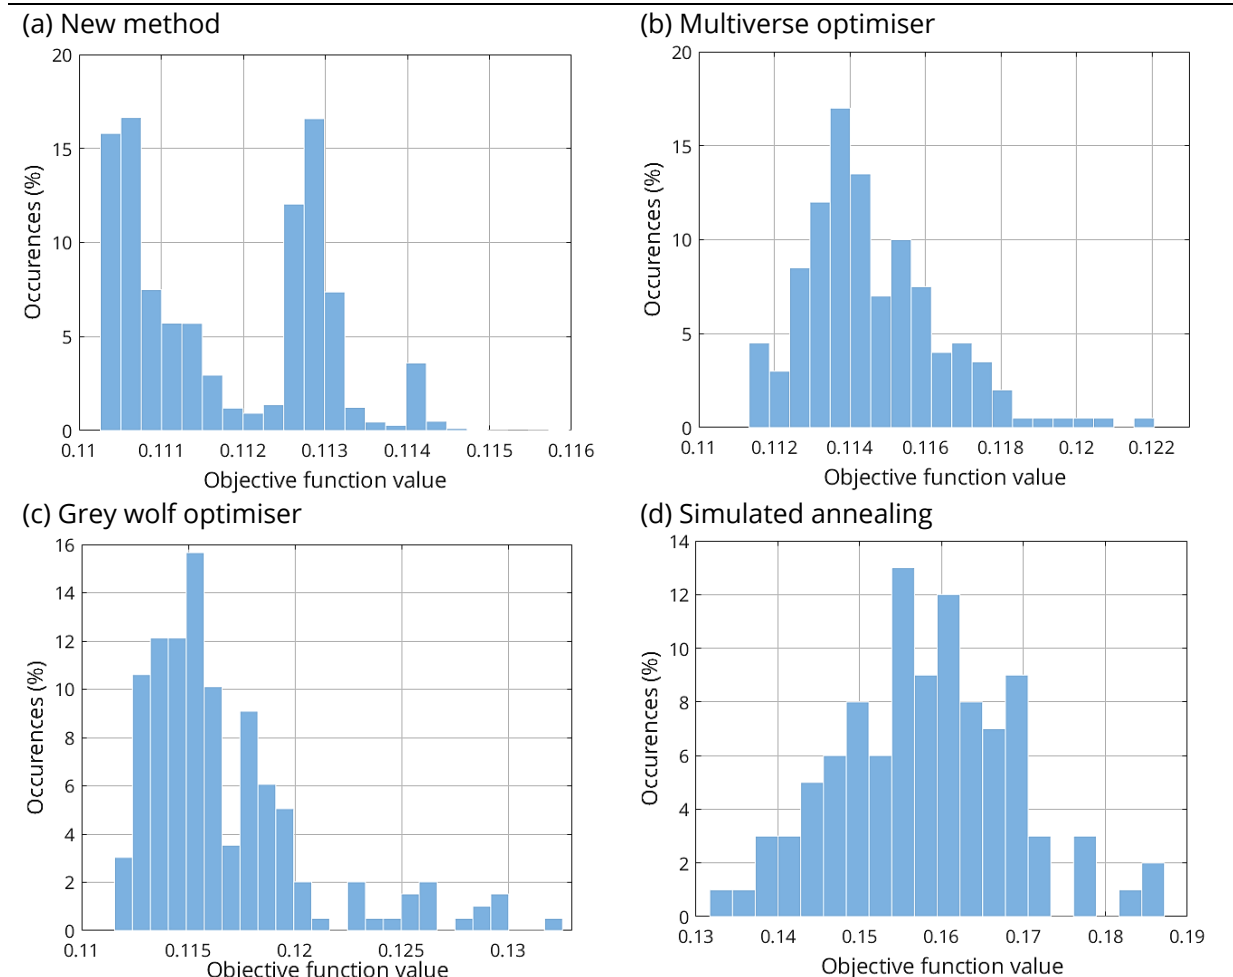 (a) New method
20
15
10
5
0
Occurences (%)
0.11 0.111 0.112 0.113 0.114 0.115 0.116
Objective function value
(b) Multiverse optimiser
20
15
10
5
0
Occurences (%)
0.11 0.112 0.114 0.116 0.118 0.12 0.122
Objective function value
(c) Grey wolf optimiser
16
14
12
10
8
6
4
2
0
Occurences (%)
0.11 0.115 0.12 0.125 0.13
Objective function value
(d) Simulated annealing
14
12
10
8
6
4
2
0
Occurences (%)
0.13 0.14 0.15 0.16 0.17 0.18 0.19
Objective function value